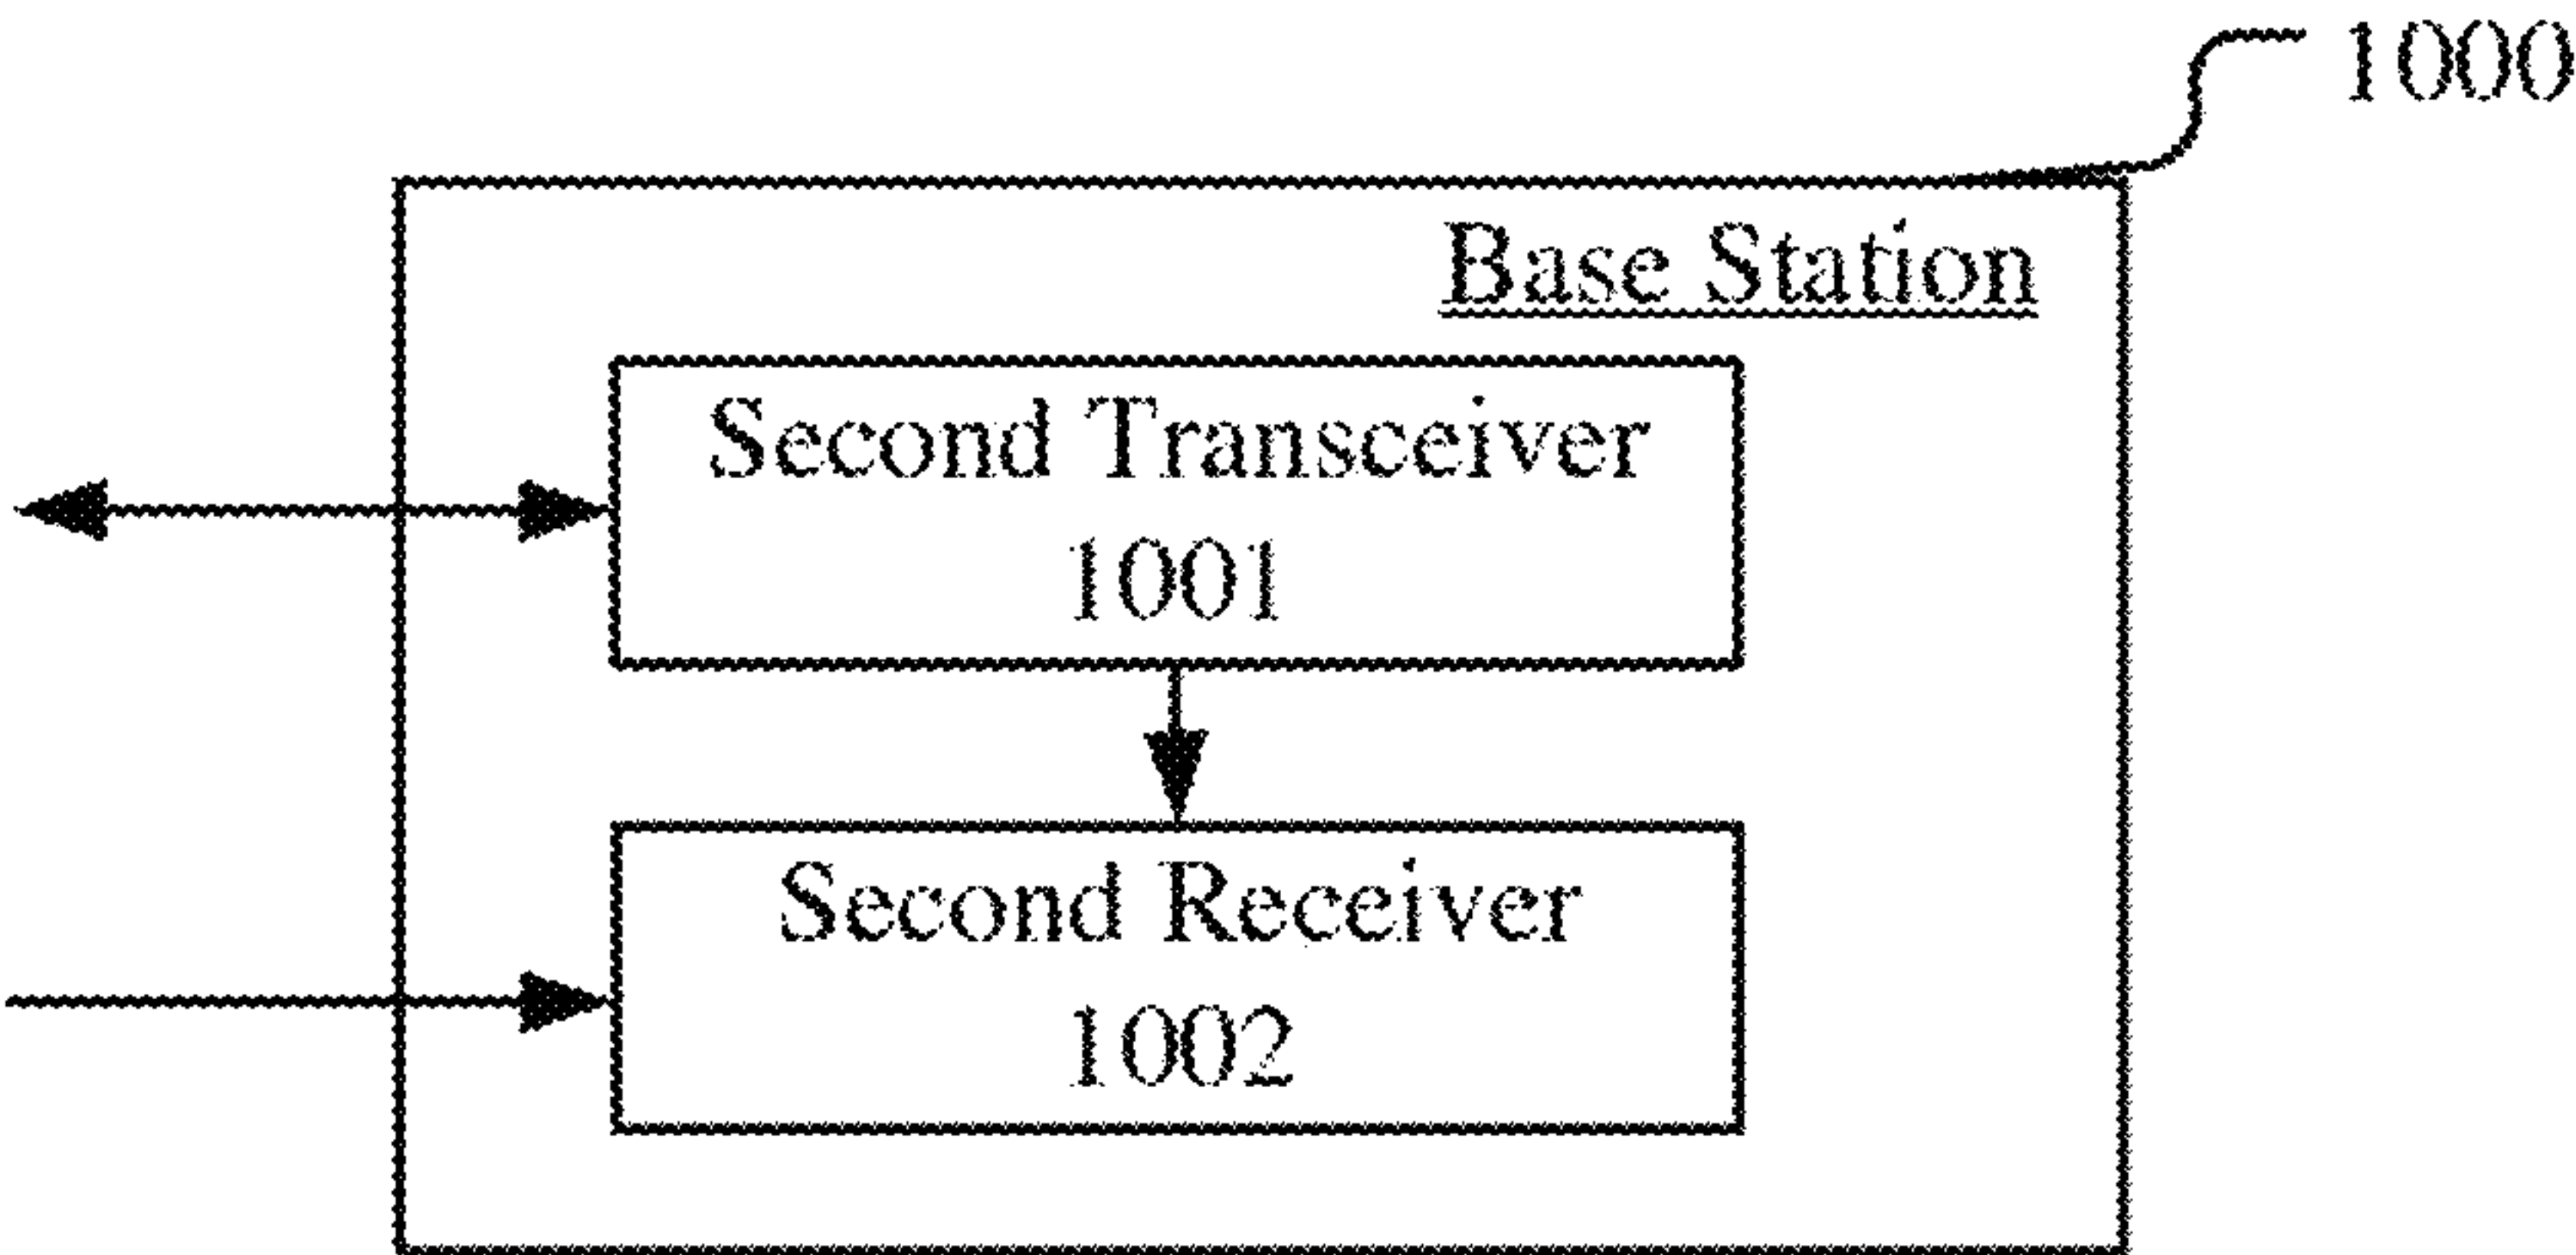 1000
Base Station
Second Transceiver
1001
Second Receiver
1002